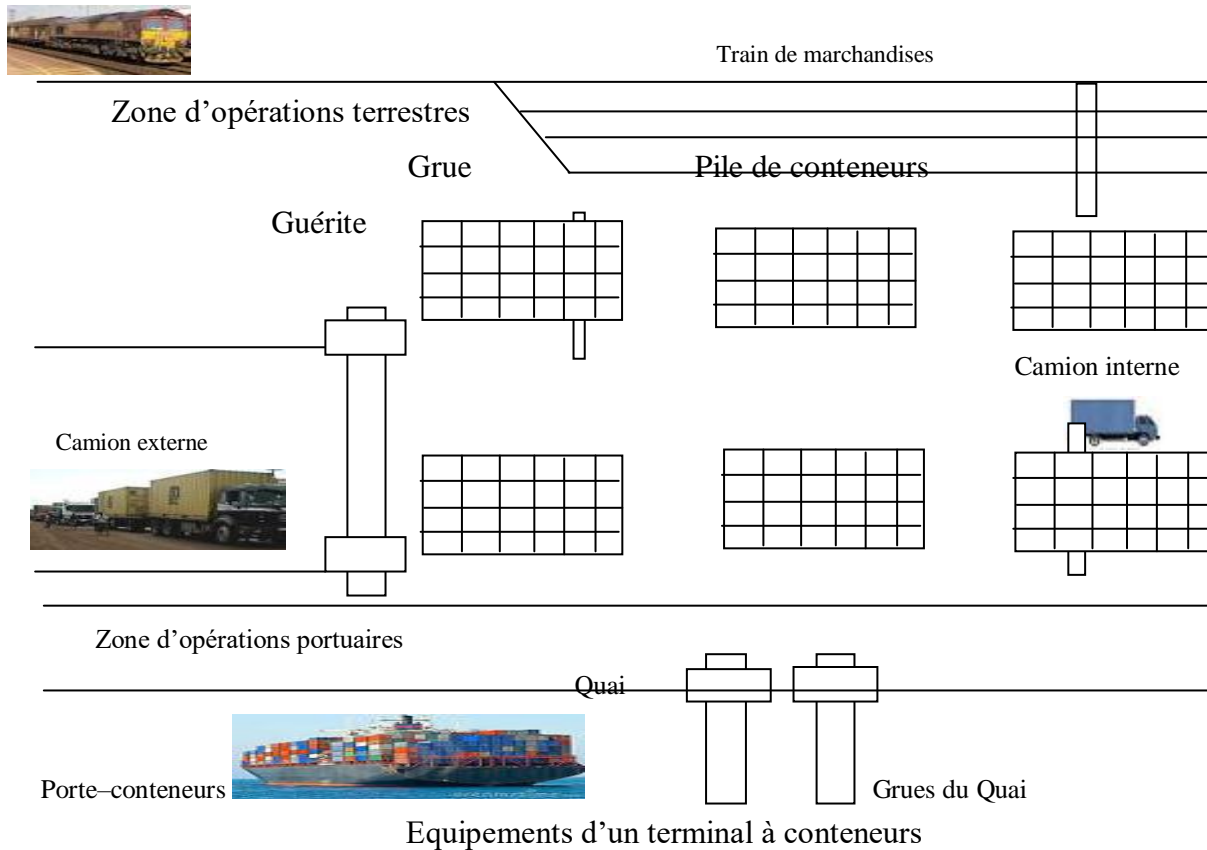 Train de marchandises
Zone d’opérations terrestres
Grue
Pile de conteneurs
Guérite
Camion interne
Camion externe
Zone d’opérations portuaires
Quai
Porte–conteneurs
Grues du Quai
Equipements d’un terminal à conteneurs